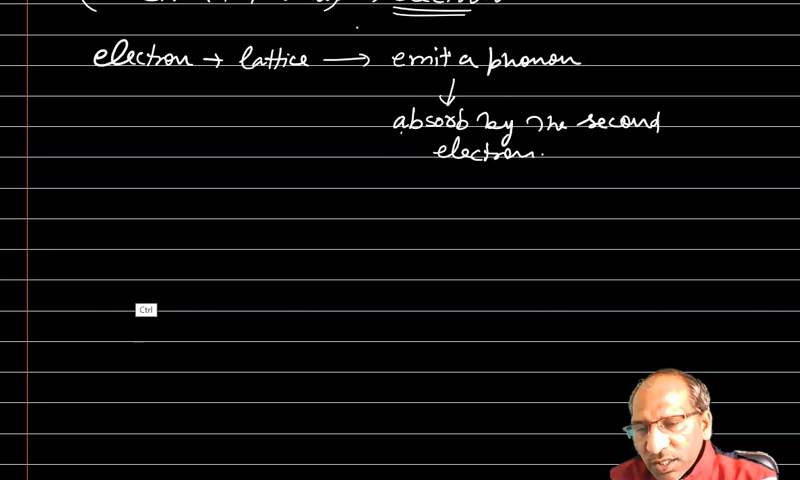 electron + lattice ⟶ emit a phonon
↓
absorb by the second
electron.
Ctrl